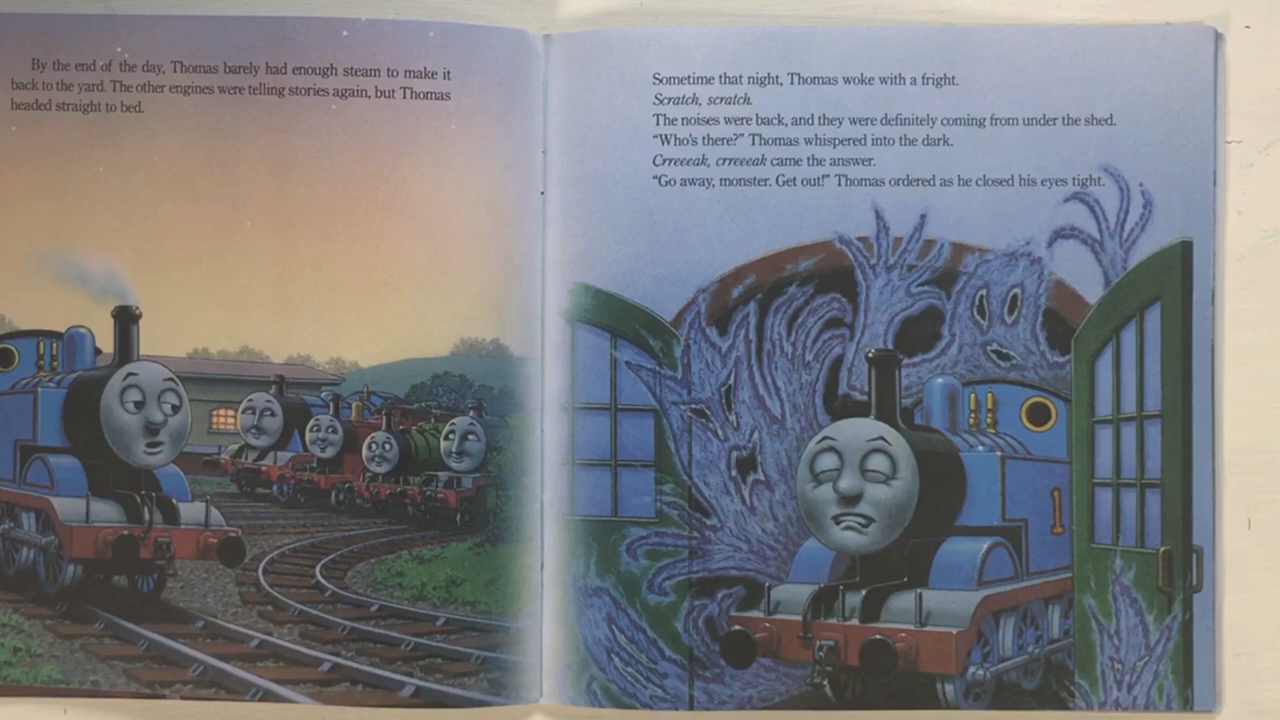 By the end of the day, Thomas barely had enough steam to make it
back to the yard. The other engines were telling stories again, but Thomas
headed straight to bed.
Sometime that night, Thomas woke with a fright.
Scratch, scratch.
The noises were back, and they were definitely coming from under the shed.
“Who's there?” Thomas whispered into the dark.
Crreeeak, crreeeak came the answer.
“Go away, monster. Get out!” Thomas ordered as he closed his eyes tight.
1